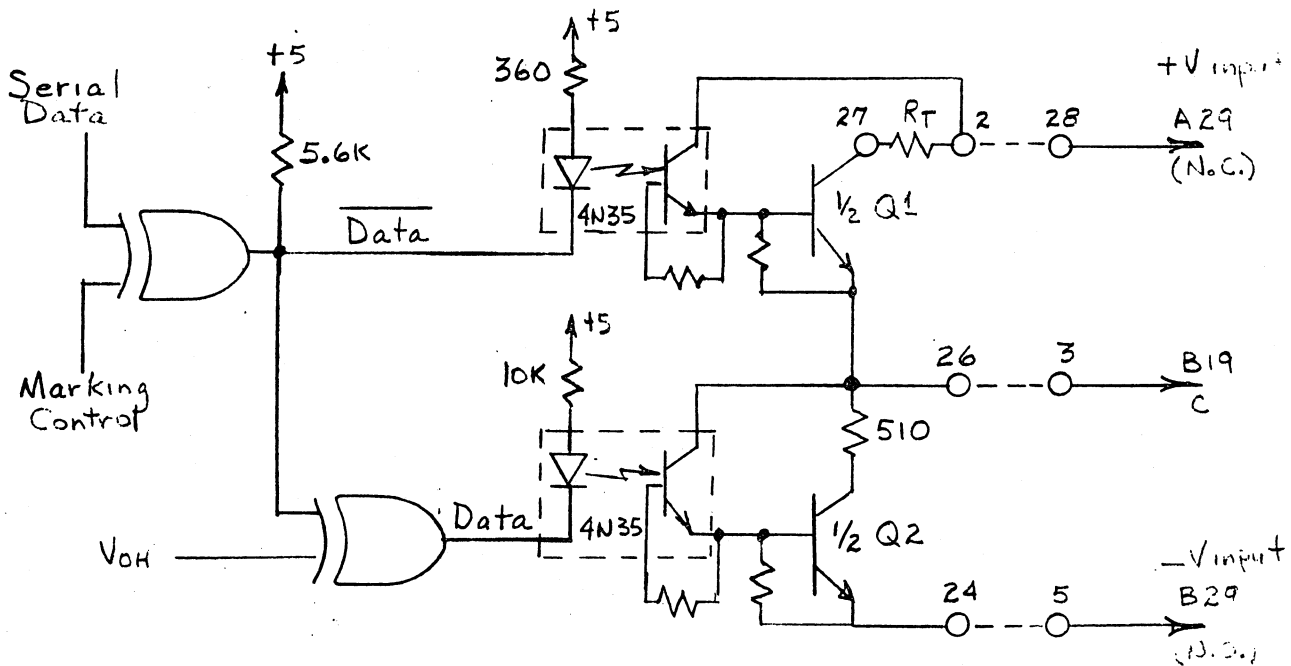 +5
+5
Serial
Data
360
5.6K
27
RT
2
28
+V input
A29
(N.C.)
4N35
½ Q1
Data
Marking
Control
+5
10K
26
3
B19
C
510
VOH
Data
4N35
½ Q2
24
5
-V input
B29